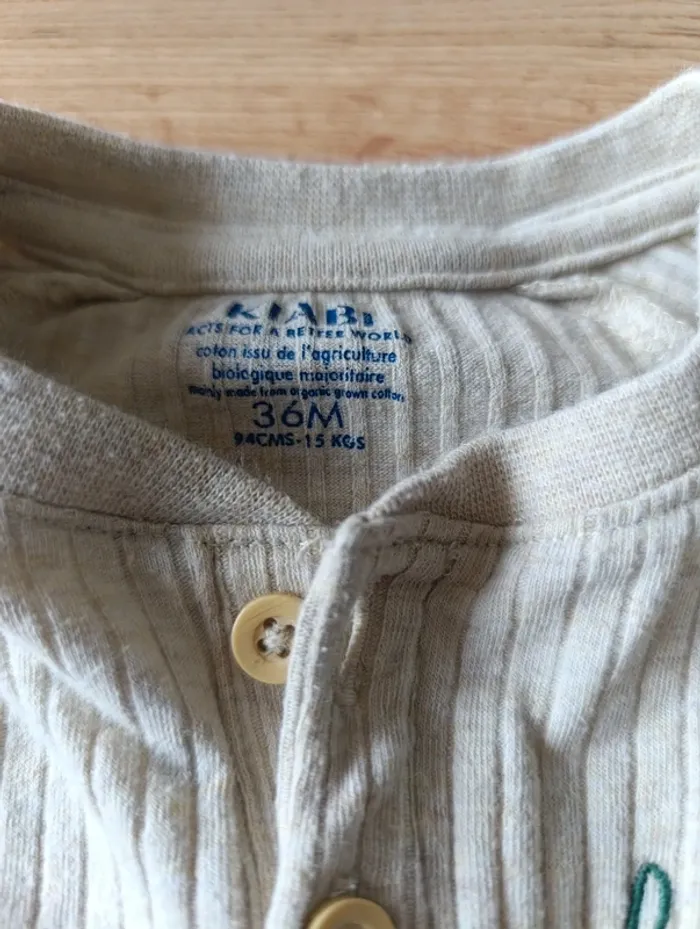 KIABI
ACTS FOR A BETTER WORLD
coton issu de l'agriculture
biologique majoritaire
mainly made from organic grown cotton
36M
94CMS-15 KGS